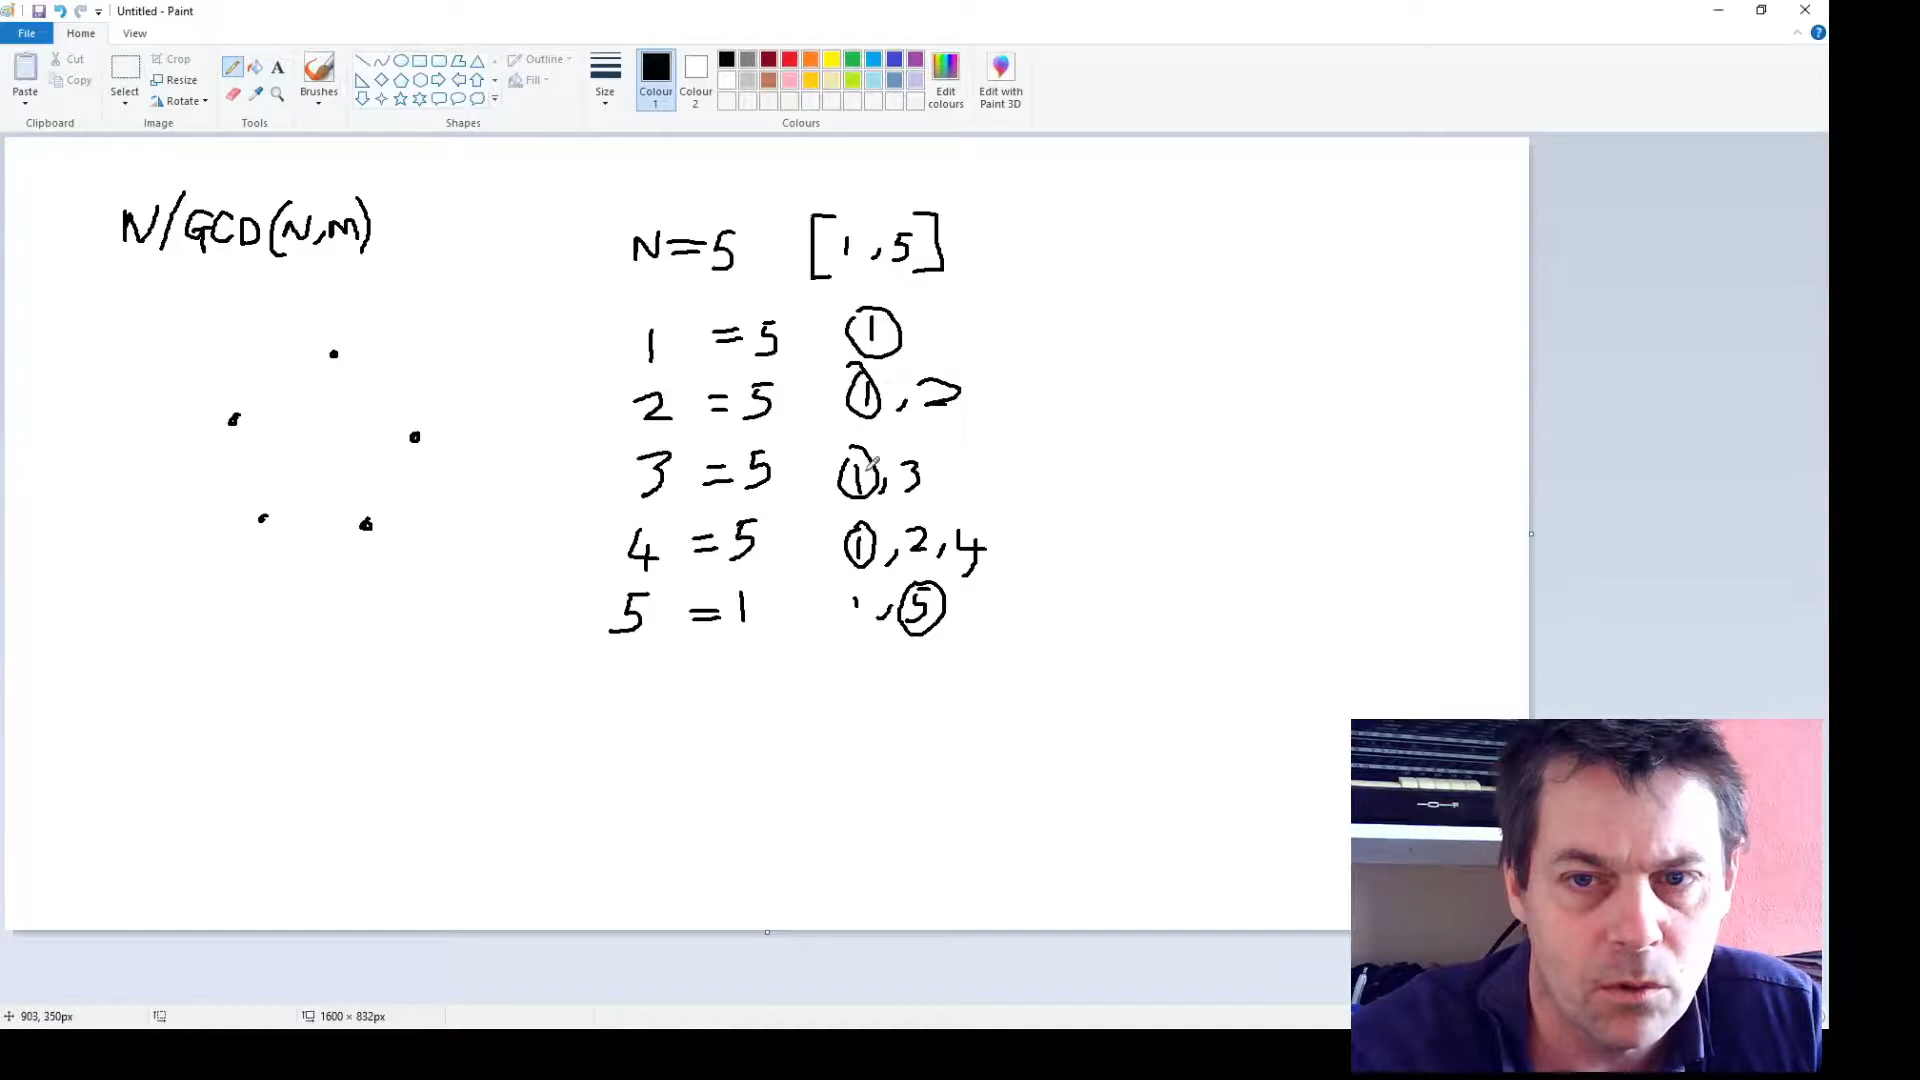 Untitled - Paint
File Home View
Paste Cut Copy Clipboard
Select Crop Resize Rotate Image
Tools
Brushes
Outline Fill Shapes
Size
Colour 1 Colour 2 Edit colours Colours
Edit with Paint 3D
N/GCD(N,M)
N=5 [1,5]
1 =5 1
2 =5 1,2
3 =5 1,3
4 =5 1,2,4
5 =1 1,5
903, 350px 1600 × 832px